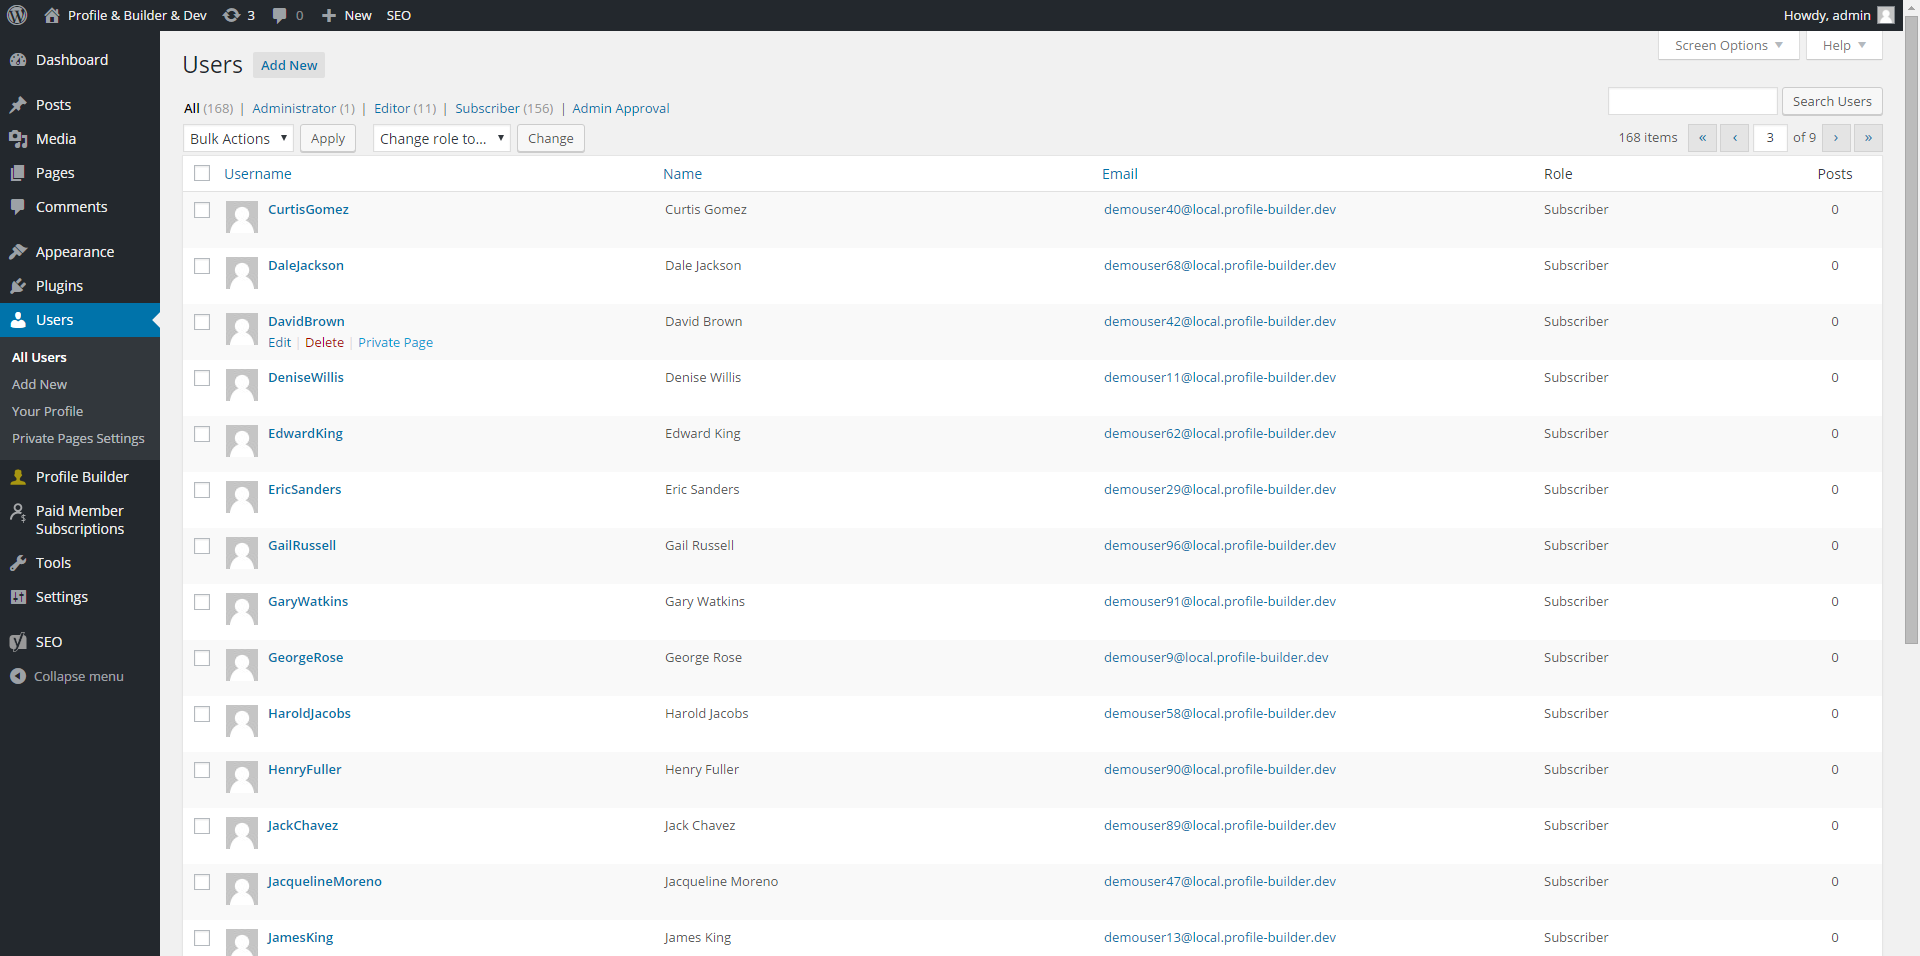 Profile & Builder & Dev 3 0 New SEO Howdy, admin
Screen Options Help
Dashboard
Posts
Media
Pages
Comments
Appearance
Plugins
Users
All Users
Add New
Your Profile
Private Pages Settings
Profile Builder
Paid Member
Subscriptions
Tools
Settings
SEO
Collapse menu
Users Add New
All (168) | Administrator (1) | Editor (11) | Subscriber (156) | Admin Approval
Search Users
Bulk Actions Apply Change role to... Change 168 items « ‹ 3 of 9 › »
Username Name Email Role Posts
CurtisGomez Curtis Gomez demouser40@local.profile-builder.dev Subscriber 0
DaleJackson Dale Jackson demouser68@local.profile-builder.dev Subscriber 0
DavidBrown David Brown demouser42@local.profile-builder.dev Subscriber 0
Edit | Delete | Private Page
DeniseWillis Denise Willis demouser11@local.profile-builder.dev Subscriber 0
EdwardKing Edward King demouser62@local.profile-builder.dev Subscriber 0
EricSanders Eric Sanders demouser29@local.profile-builder.dev Subscriber 0
GailRussell Gail Russell demouser96@local.profile-builder.dev Subscriber 0
GaryWatkins Gary Watkins demouser91@local.profile-builder.dev Subscriber 0
GeorgeRose George Rose demouser9@local.profile-builder.dev Subscriber 0
HaroldJacobs Harold Jacobs demouser58@local.profile-builder.dev Subscriber 0
HenryFuller Henry Fuller demouser90@local.profile-builder.dev Subscriber 0
JackChavez Jack Chavez demouser89@local.profile-builder.dev Subscriber 0
JacquelineMoreno Jacqueline Moreno demouser47@local.profile-builder.dev Subscriber 0
JamesKing James King demouser13@local.profile-builder.dev Subscriber 0